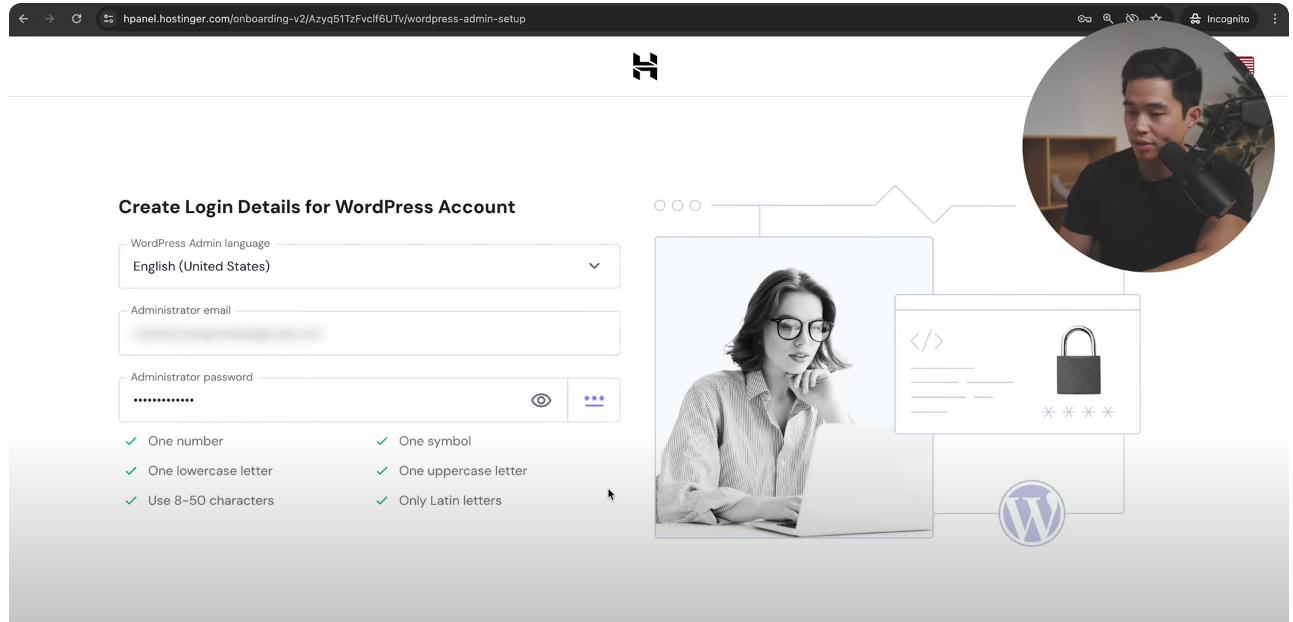 hpanel.hostinger.com/onboarding-v2/Azyq51TzFvclf6UTv/wordpress-admin-setup
Incognito
Create Login Details for WordPress Account
WordPress Admin language
English (United States)
Administrator email
Administrator password
•••••••••••••
One number
One symbol
One lowercase letter
One uppercase letter
Use 8-50 characters
Only Latin letters